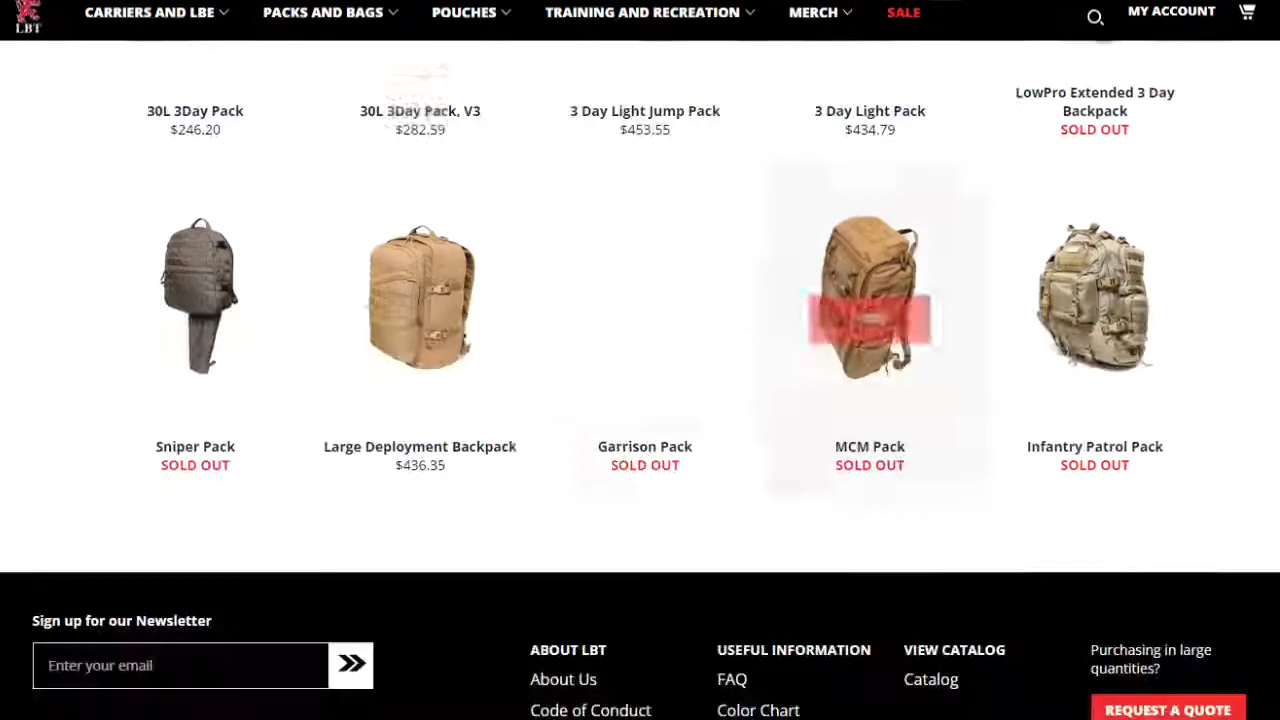 LBT
CARRIERS AND LBE
PACKS AND BAGS
POUCHES
TRAINING AND RECREATION
MERCH
SALE
MY ACCOUNT
30L 3Day Pack
$246.20
30L 3Day Pack, V3
$282.59
3 Day Light Jump Pack
$453.55
3 Day Light Pack
$434.79
LowPro Extended 3 Day
Backpack
SOLD OUT
Sniper Pack
SOLD OUT
Large Deployment Backpack
$436.35
Garrison Pack
SOLD OUT
MCM Pack
SOLD OUT
Infantry Patrol Pack
SOLD OUT
Sign up for our Newsletter
Enter your email
ABOUT LBT
About Us
Code of Conduct
USEFUL INFORMATION
FAQ
Color Chart
VIEW CATALOG
Catalog
Purchasing in large
quantities?
REQUEST A QUOTE